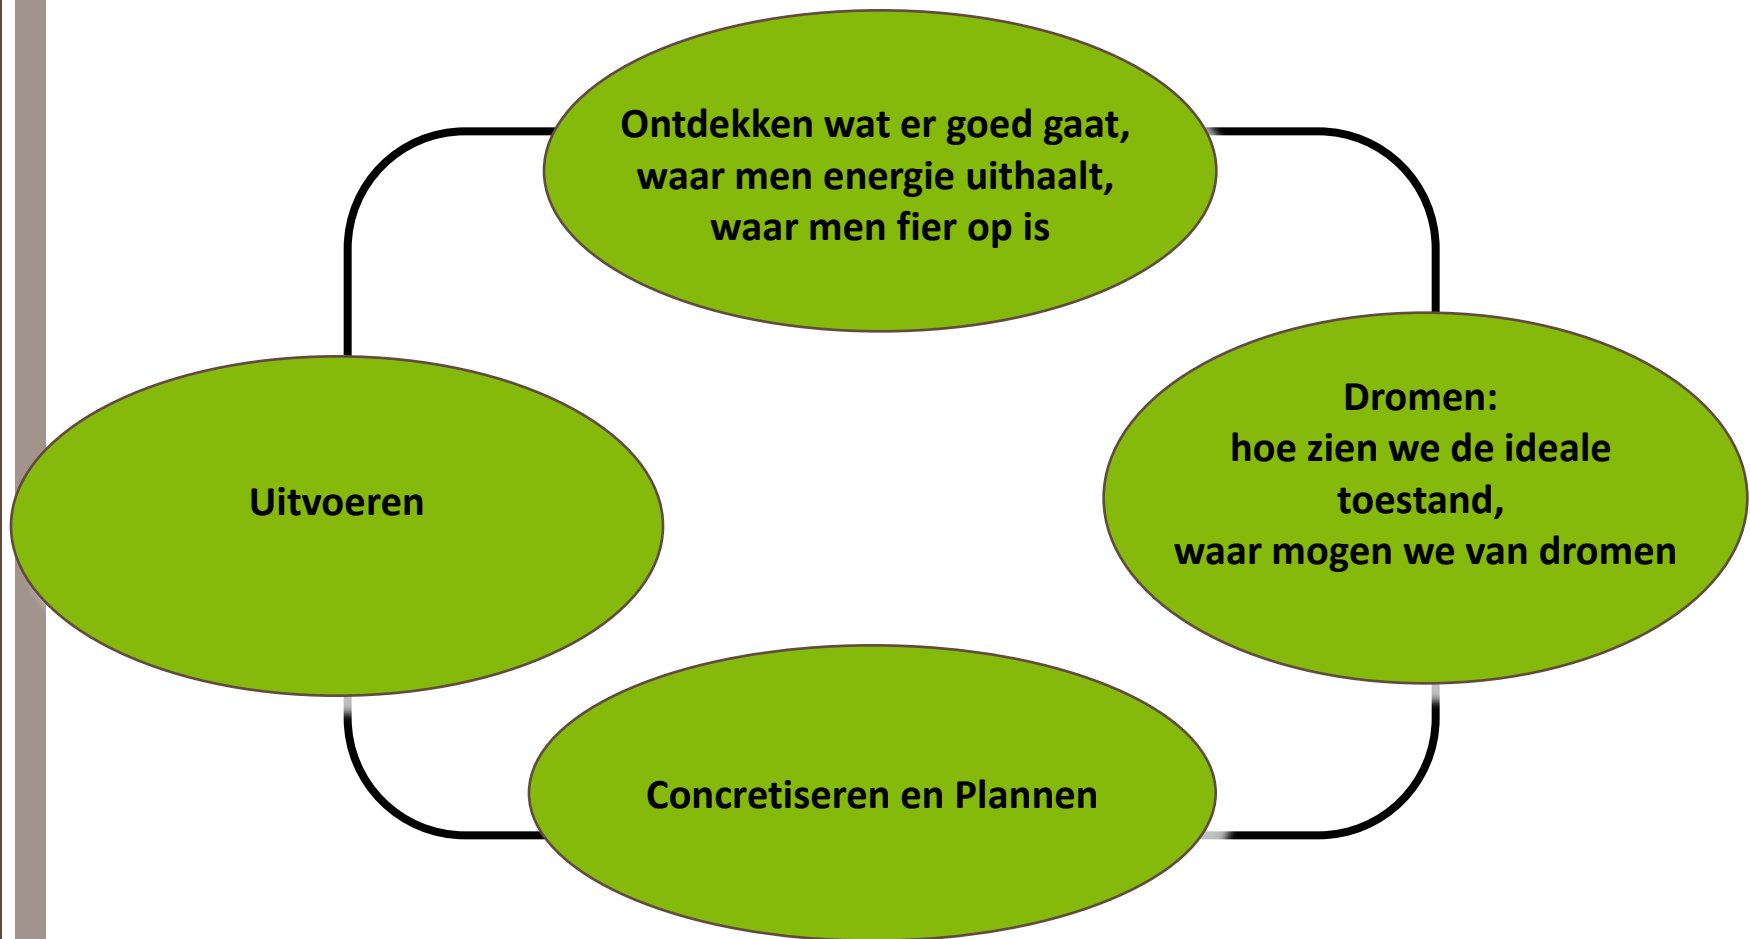 Ontdekken wat er goed gaat,
waar men energie uithaalt,
waar men fier op is
Dromen:
hoe zien we de ideale
toestand,
waar mogen we van dromen
Uitvoeren
Concretiseren en Plannen